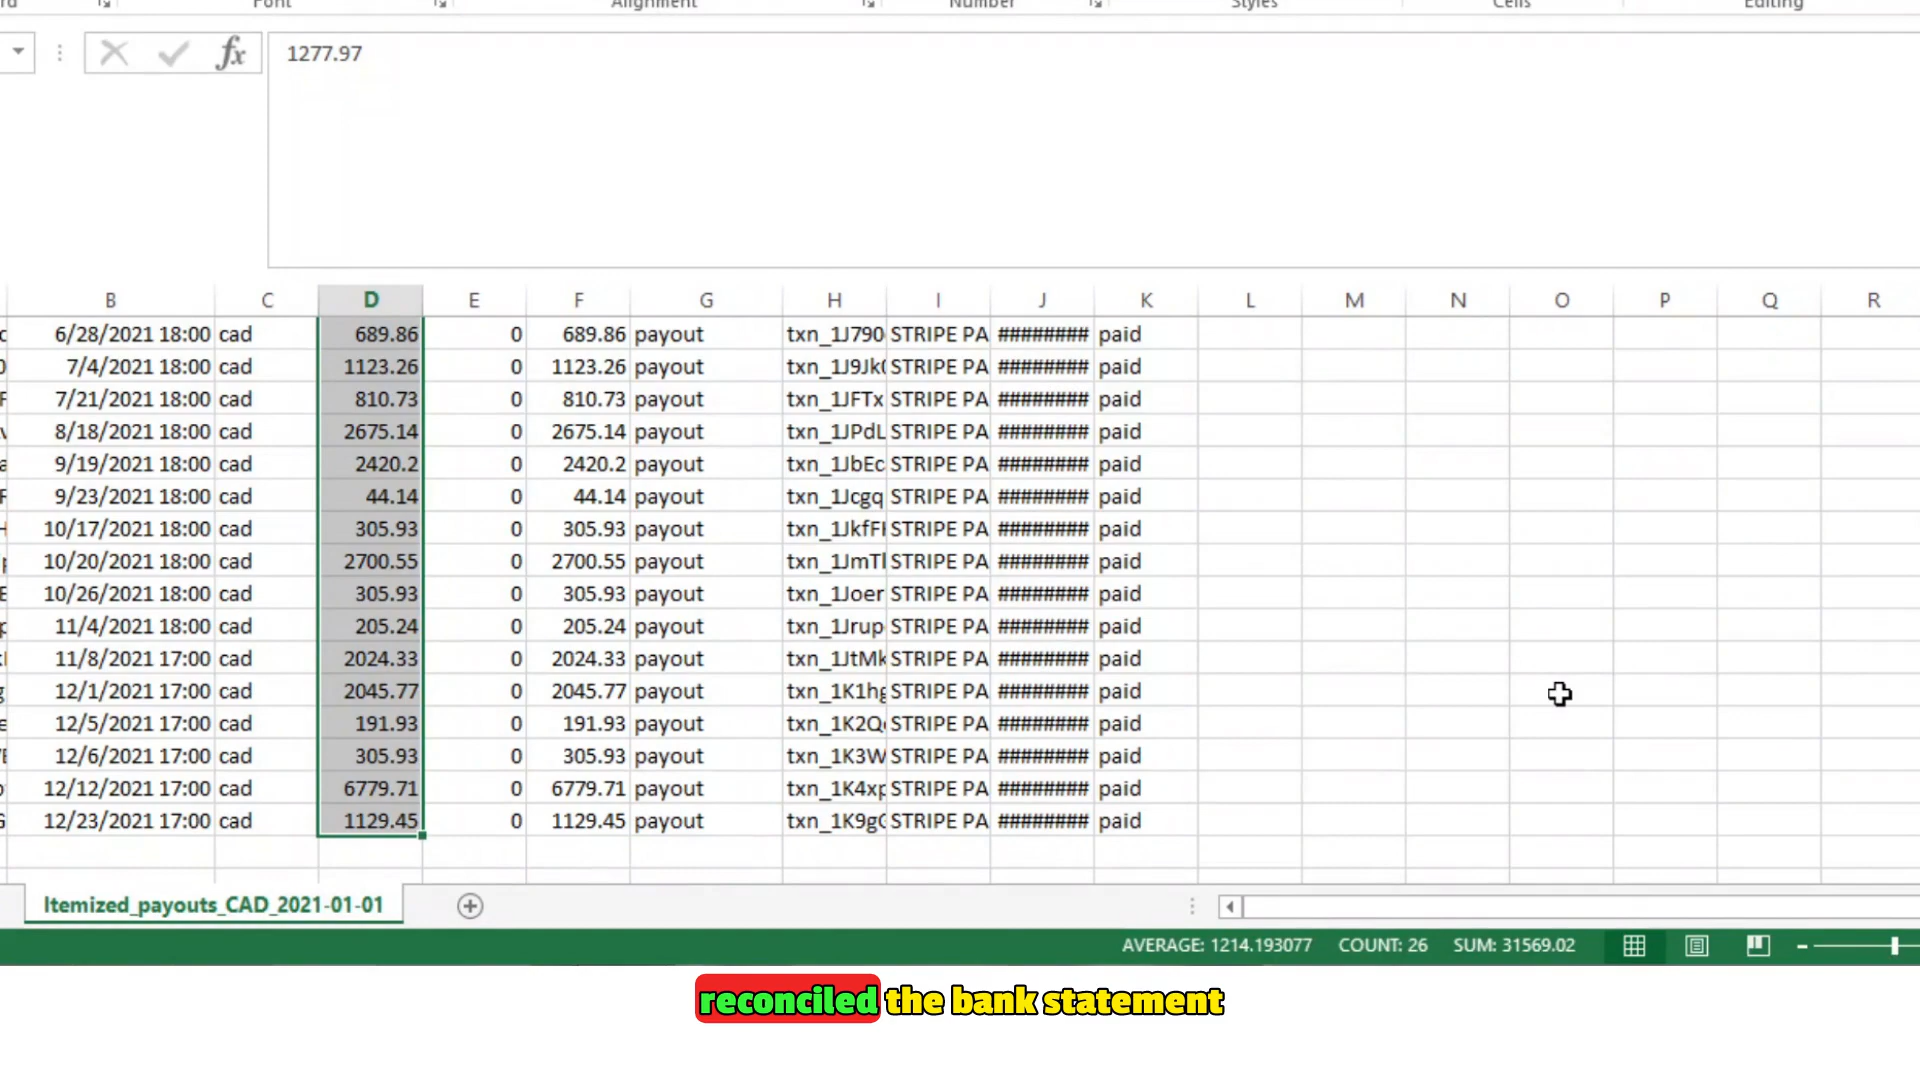 Font Alignment Number Styles Cells Editing
fx 1277.97
B C D E F G H I J K L M N O P Q R
6/28/2021 18:00 cad 689.86 0 689.86 payout txn_1J790 STRIPE PA ######## paid
7/4/2021 18:00 cad 1123.26 0 1123.26 payout txn_1J9Jk STRIPE PA ######## paid
7/21/2021 18:00 cad 810.73 0 810.73 payout txn_1JFTx STRIPE PA ######## paid
8/18/2021 18:00 cad 2675.14 0 2675.14 payout txn_1JPdL STRIPE PA ######## paid
9/19/2021 18:00 cad 2420.2 0 2420.2 payout txn_1JbEc STRIPE PA ######## paid
9/23/2021 18:00 cad 44.14 0 44.14 payout txn_1Jcgq STRIPE PA ######## paid
10/17/2021 18:00 cad 305.93 0 305.93 payout txn_1JkfF STRIPE PA ######## paid
10/20/2021 18:00 cad 2700.55 0 2700.55 payout txn_1JmT STRIPE PA ######## paid
10/26/2021 18:00 cad 305.93 0 305.93 payout txn_1Joer STRIPE PA ######## paid
11/4/2021 18:00 cad 205.24 0 205.24 payout txn_1Jrup STRIPE PA ######## paid
11/8/2021 17:00 cad 2024.33 0 2024.33 payout txn_1JtMk STRIPE PA ######## paid
12/1/2021 17:00 cad 2045.77 0 2045.77 payout txn_1K1hg STRIPE PA ######## paid
12/5/2021 17:00 cad 191.93 0 191.93 payout txn_1K2Q STRIPE PA ######## paid
12/6/2021 17:00 cad 305.93 0 305.93 payout txn_1K3W STRIPE PA ######## paid
12/12/2021 17:00 cad 6779.71 0 6779.71 payout txn_1K4xp STRIPE PA ######## paid
12/23/2021 17:00 cad 1129.45 0 1129.45 payout txn_1K9g STRIPE PA ######## paid
Itemized_payouts_CAD_2021-01-01
AVERAGE: 1214.193077 COUNT: 26 SUM: 31569.02
reconciled the bank statement